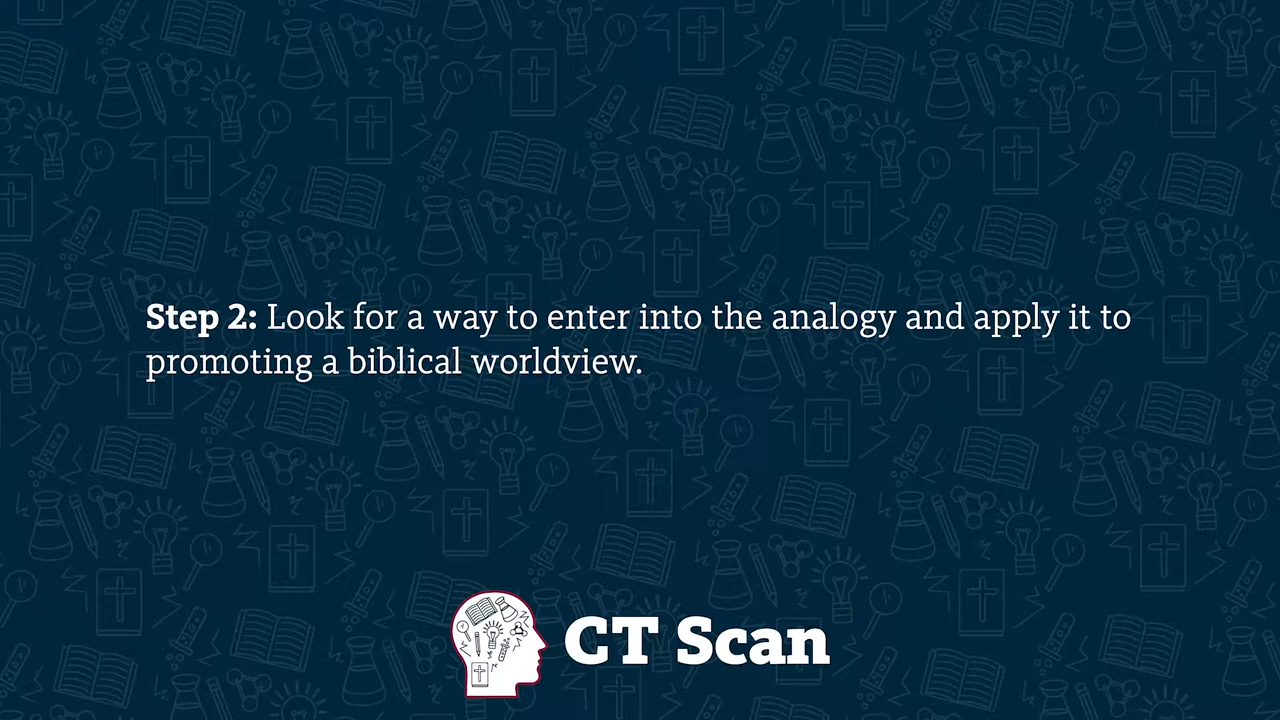 Step 2: Look for a way to enter into the analogy and apply it to
promoting a biblical worldview.
CT Scan